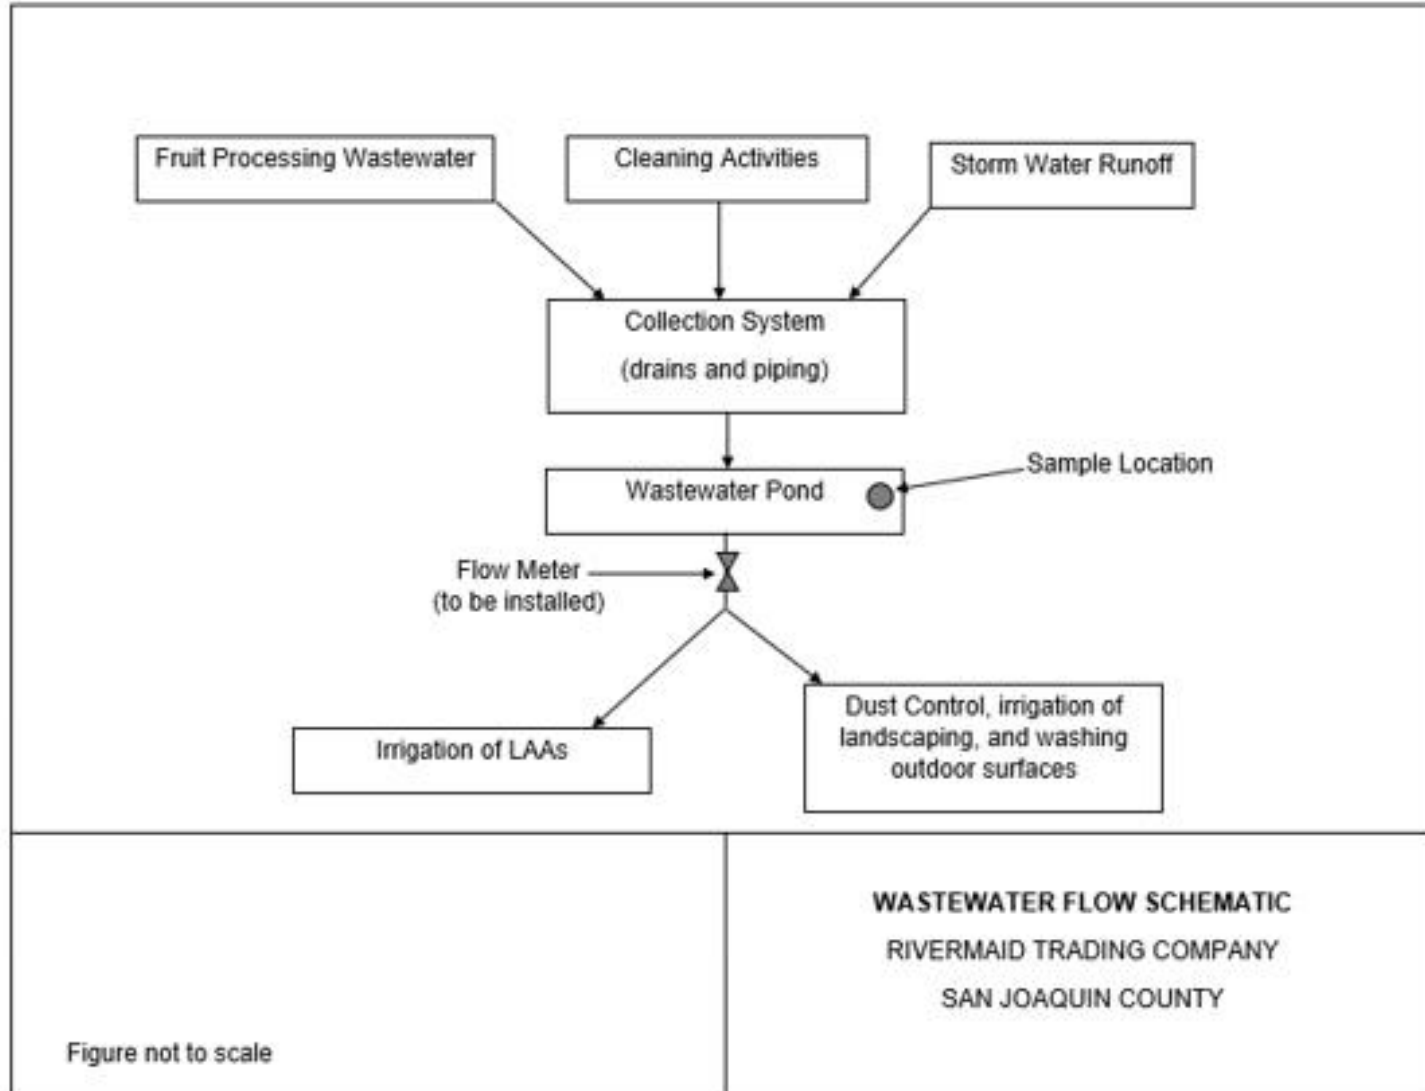 Fruit Processing Wastewater
Cleaning Activities
Storm Water Runoff
Collection System
(drains and piping)
Wastewater Pond
Sample Location
Flow Meter
(to be installed)
Irrigation of LAAs
Dust Control, irrigation of
landscaping, and washing
outdoor surfaces
WASTEWATER FLOW SCHEMATIC
RIVERMAID TRADING COMPANY
SAN JOAQUIN COUNTY
Figure not to scale